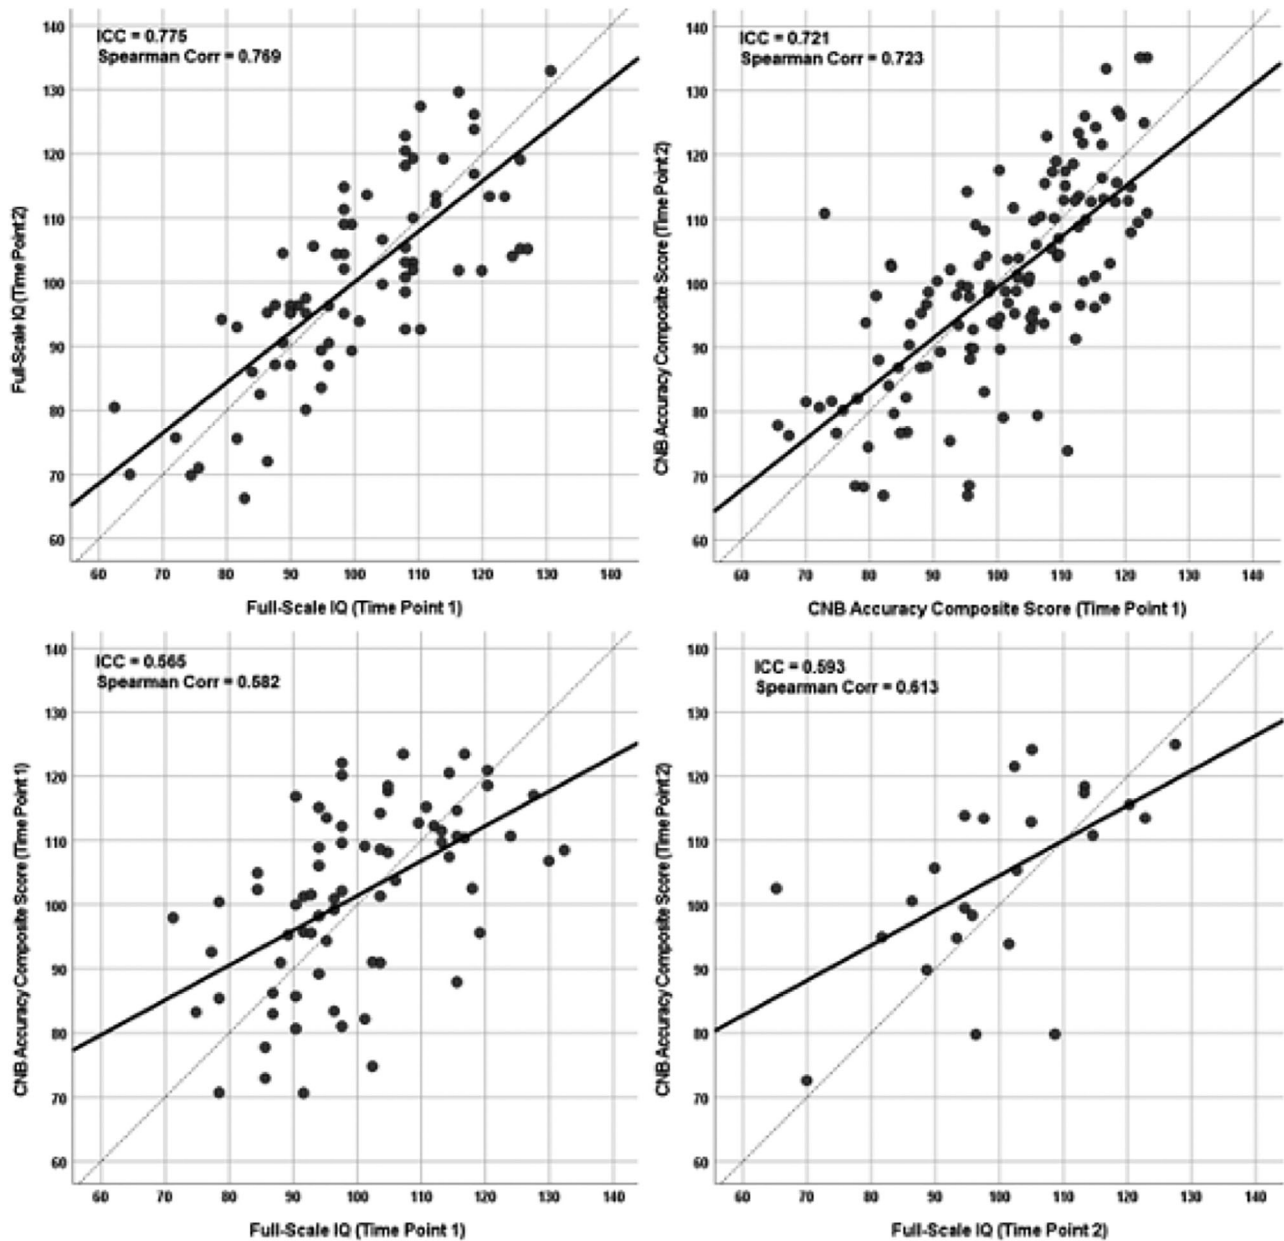 ICC = 0.775
Spearman Corr = 0.769
140
130
120
110
100
90
80
70
60
Full-Scale IQ (Time Point 2)
60 70 80 90 100 110 120 130 140
Full-Scale IQ (Time Point 1)
ICC = 0.721
Spearman Corr = 0.723
140
130
120
110
100
90
80
70
60
CNB Accuracy Composite Score (Time Point 2)
60 70 80 90 100 110 120 130 140
CNB Accuracy Composite Score (Time Point 1)
ICC = 0.565
Spearman Corr = 0.582
140
130
120
110
100
90
80
70
60
CNB Accuracy Composite Score (Time Point 1)
60 70 80 90 100 110 120 130 140
Full-Scale IQ (Time Point 1)
ICC = 0.593
Spearman Corr = 0.613
140
130
120
110
100
90
80
70
60
CNB Accuracy Composite Score (Time Point 2)
60 70 80 90 100 110 120 130 140
Full-Scale IQ (Time Point 2)